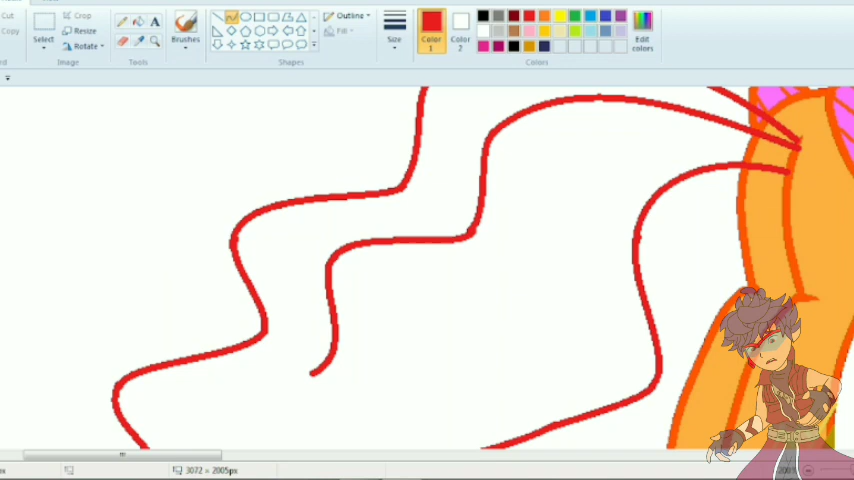 Cut
Crop
Copy
Resize
Select
Rotate
A
Brushes
Outline
Fill
Size
Color
1
Color
2
Edit
colors
Image
Tools
Shapes
Colors
3072 × 2005px